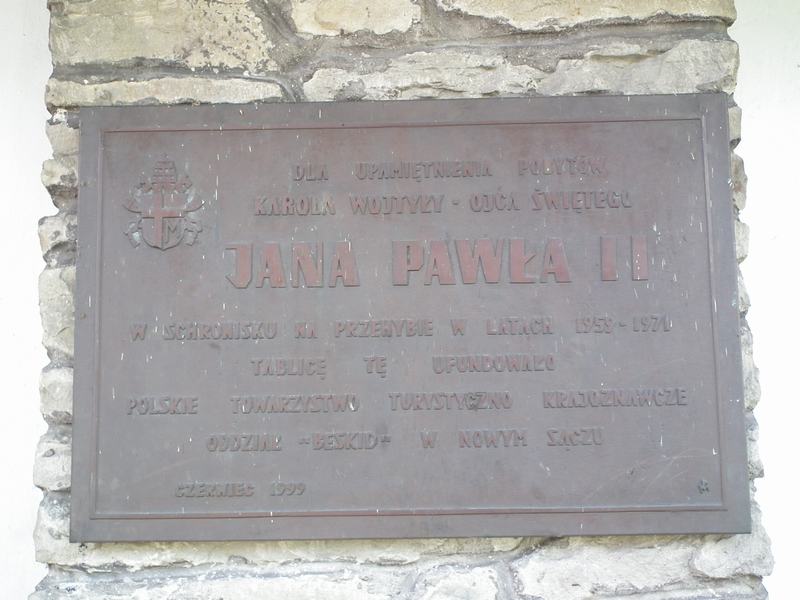 DLA UPAMIĘTNIENIA POBYTÓW
KAROLA WOJTYŁY - OJCA ŚWIĘTEGO
JANA PAWŁA II
W SCHRONISKU NA PRZEHYBIE W LATACH 1958-1971
TABLICĘ TĘ UFUNDOWAŁO
POLSKIE TOWARZYSTWO TURYSTYCZNO KRAJOZNAWCZE
ODDZIAŁ "BESKID" W NOWYM SĄCZU
CZERWIEC 1999
M